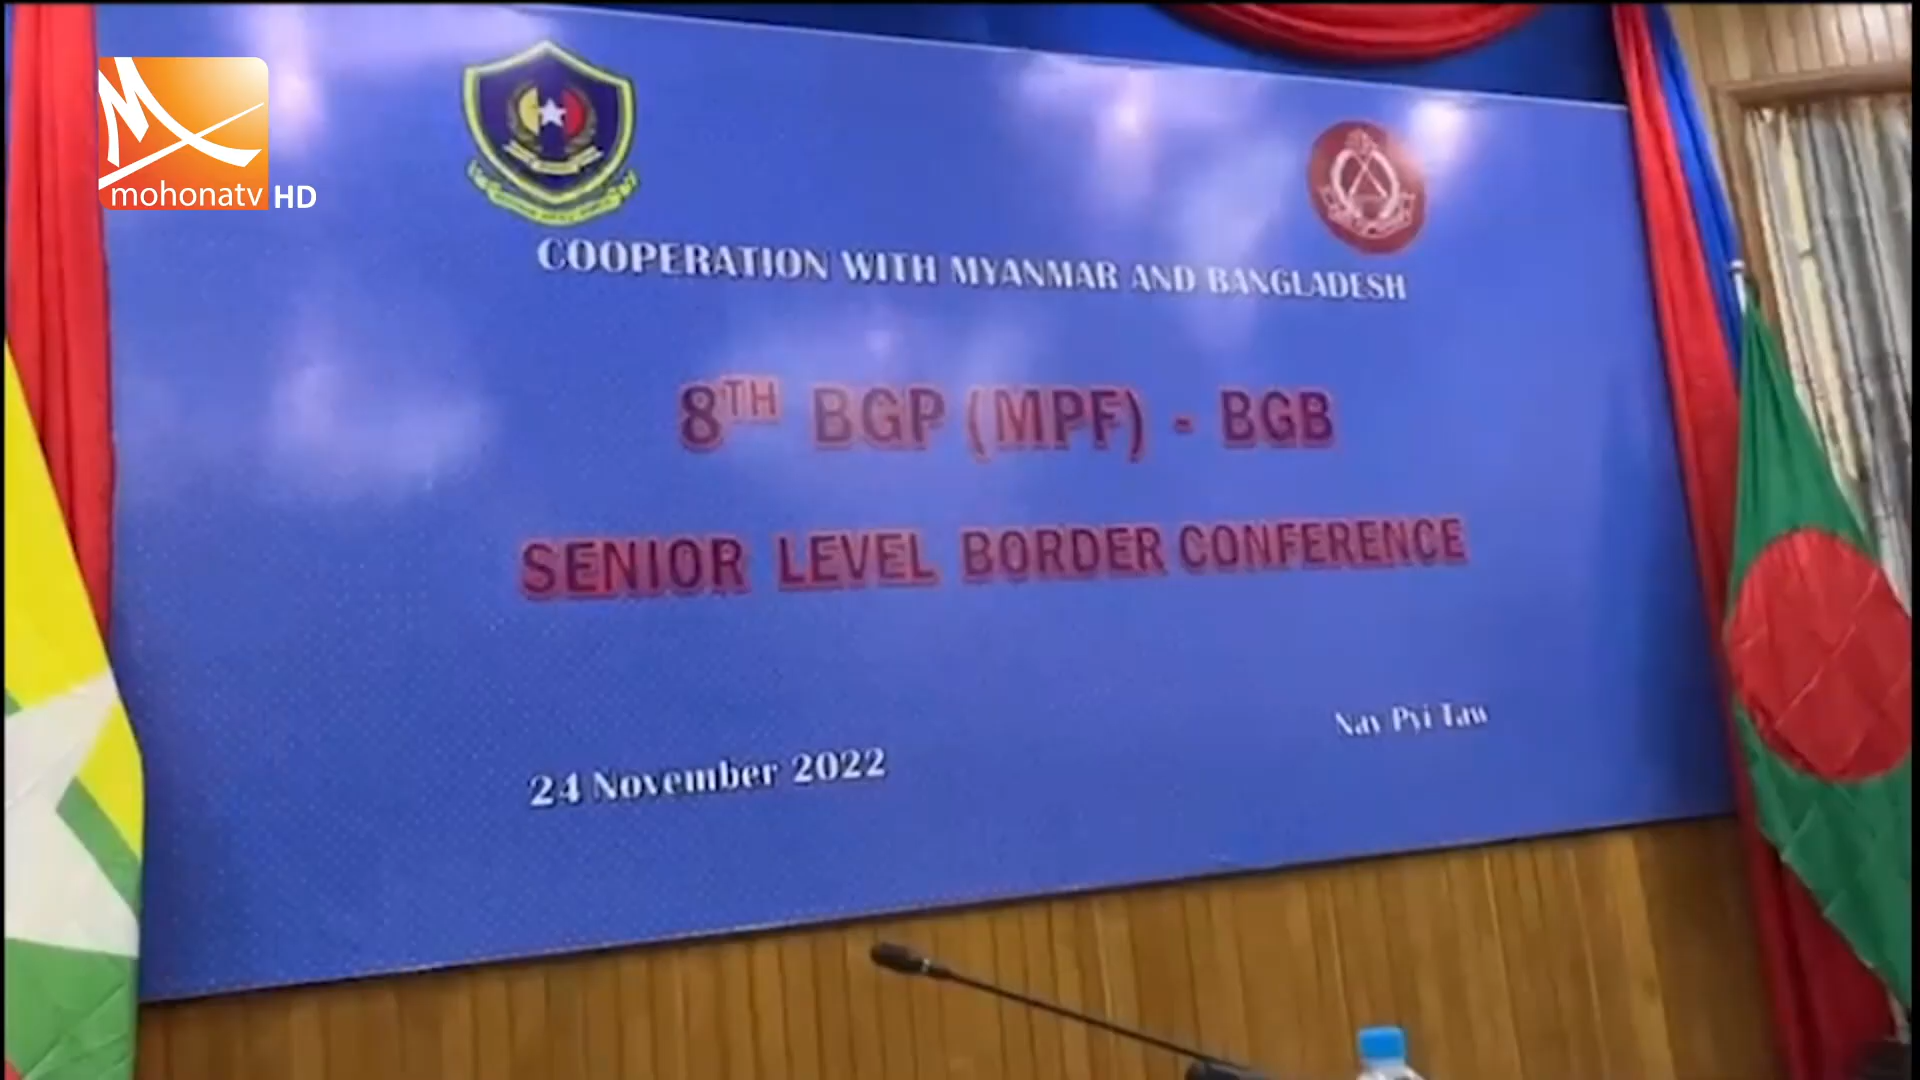 mohonatv HD
COOPERATION WITH MYANMAR AND BANGLADESH
8TH BGP (MPF) - BGB
SENIOR LEVEL BORDER CONFERENCE
Nay Pyi Taw
24 November 2022